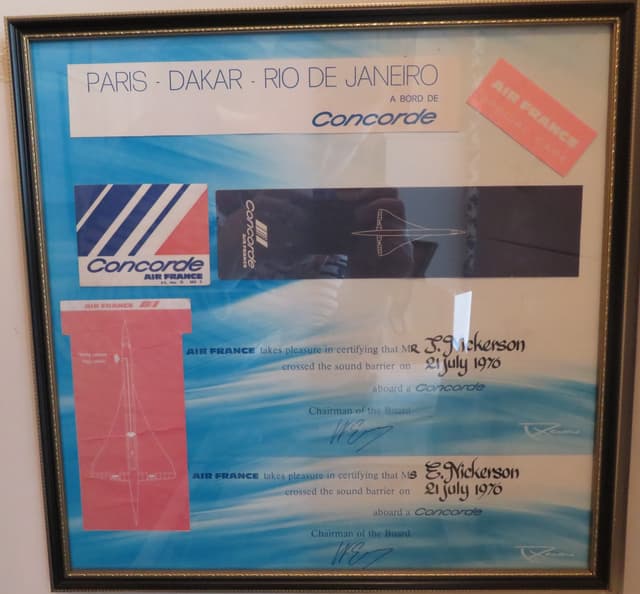 PARIS - DAKAR - RIO DE JANEIRO
A BORD DE
Concorde
AIR FRANCE
Concorde
AIR FRANCE
Concorde
AIR FRANCE
AIR FRANCE
AIR FRANCE takes pleasure in certifying that MR J. Nickerson
crossed the sound barrier on 21 july 1976
aboard a Concorde
Chairman of the Board
AIR FRANCE takes pleasure in certifying that MS E. Nickerson
crossed the sound barrier on 21 july 1976
aboard a Concorde
Chairman of the Board